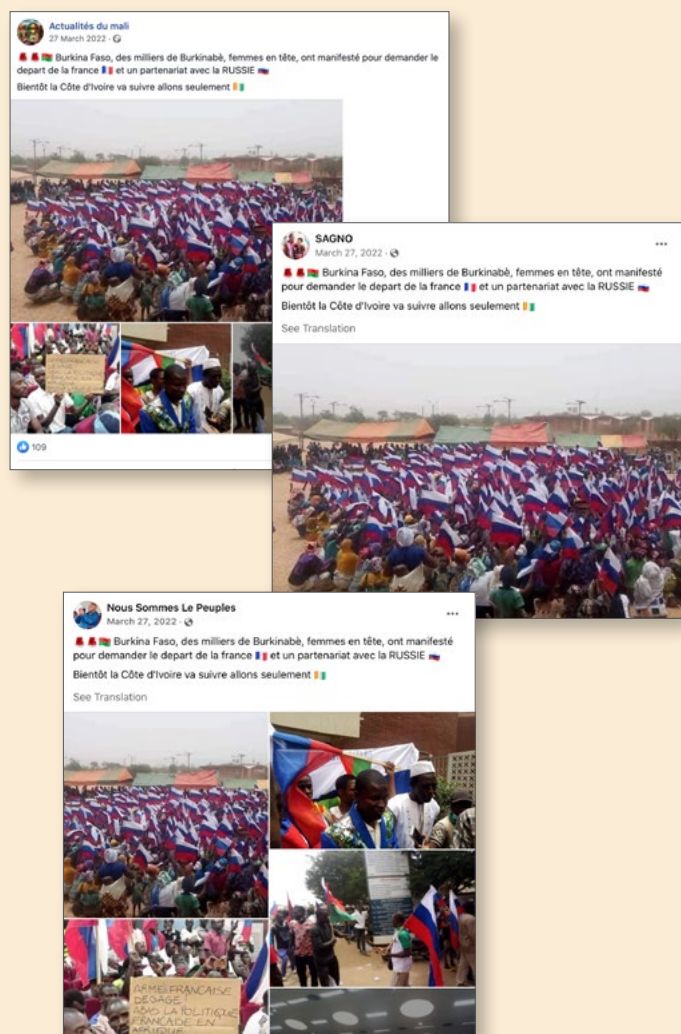 Actualités du mali
27 March 2022 ·
Burkina Faso, des milliers de Burkinabè, femmes en tête, ont manifesté pour demander le
depart de la france et un partenariat avec la RUSSIE
Bientôt la Côte d'Ivoire va suivre allons seulement
109
SAGNO
March 27, 2022 ·
Burkina Faso, des milliers de Burkinabè, femmes en tête, ont manifesté
pour demander le depart de la france et un partenariat avec la RUSSIE
Bientôt la Côte d'Ivoire va suivre allons seulement
See Translation
Nous Sommes Le Peuples
March 27, 2022 ·
Burkina Faso, des milliers de Burkinabè, femmes en tête, ont manifesté
pour demander le depart de la france et un partenariat avec la RUSSIE
Bientôt la Côte d'Ivoire va suivre allons seulement
See Translation
ARMEE FRANCAISE
DEGAGE
ABAS LA POLITIQUE
FRANCAISE EN
AFRIQUE